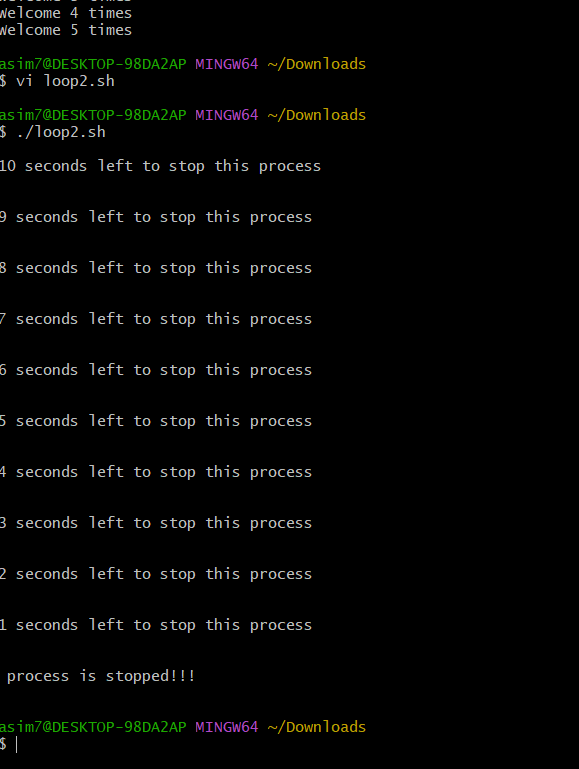 Welcome 4 times
Welcome 5 times
asim7@DESKTOP-98DA2AP MINGW64 ~/Downloads
$ vi loop2.sh
asim7@DESKTOP-98DA2AP MINGW64 ~/Downloads
$ ./loop2.sh
10 seconds left to stop this process
9 seconds left to stop this process
8 seconds left to stop this process
7 seconds left to stop this process
6 seconds left to stop this process
5 seconds left to stop this process
4 seconds left to stop this process
3 seconds left to stop this process
2 seconds left to stop this process
1 seconds left to stop this process
process is stopped!!!
asim7@DESKTOP-98DA2AP MINGW64 ~/Downloads
$